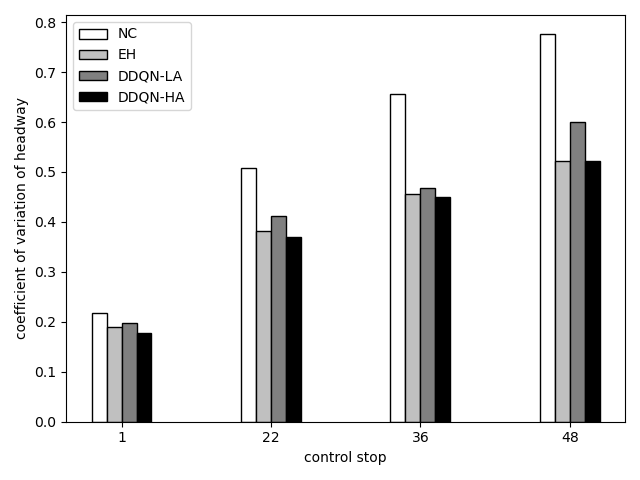 NC
EH
DDQN-LA
DDQN-HA
coefficient of variation of headway
0.8
0.7
0.6
0.5
0.4
0.3
0.2
0.1
0.0
1 22 36 48
control stop